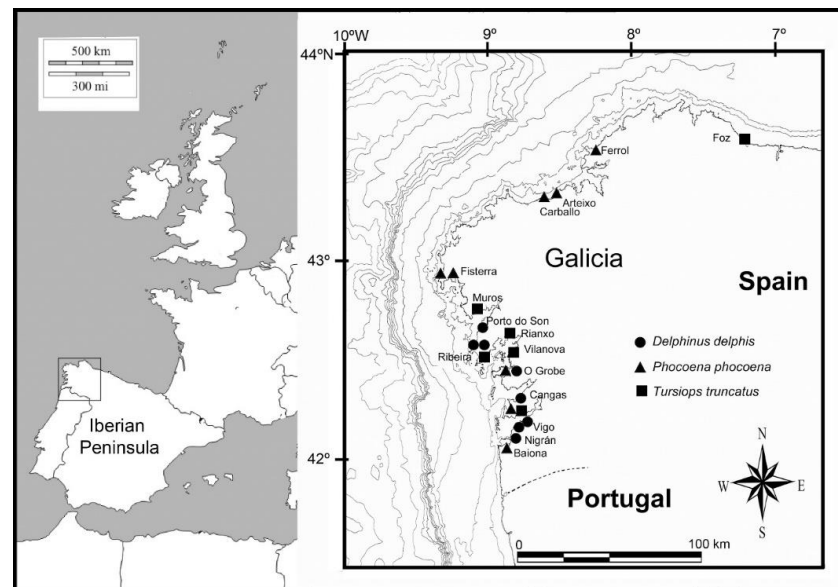 500 km
300 mi
Iberian
Peninsula
10ºW
9º
8º
7º
44ºN
43º
42º
Foz
Ferrol
Arteixo
Carballo
Galicia
Spain
Fisterra
Muros
Porto do Son
Rianxo
Vilanova
Ribeira
O Grobe
Cangas
Vigo
Nigrán
Baiona
Delphinus delphis
Phocoena phocoena
Tursiops truncatus
N
W E
S
Portugal
0 100 km